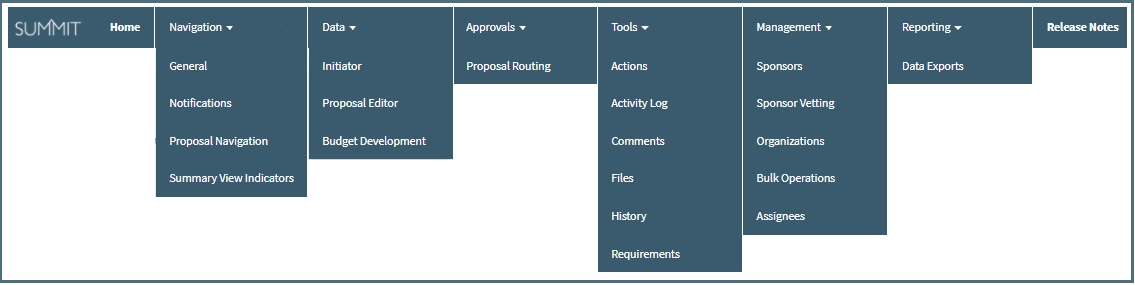 SUMMIT Home Navigation Data Approvals Tools Management Reporting Release Notes
General Initiator Proposal Routing Actions Sponsors Data Exports
Notifications Proposal Editor Activity Log Sponsor Vetting
Proposal Navigation Budget Development Comments Organizations
Summary View Indicators Files Bulk Operations
History Assignees
Requirements